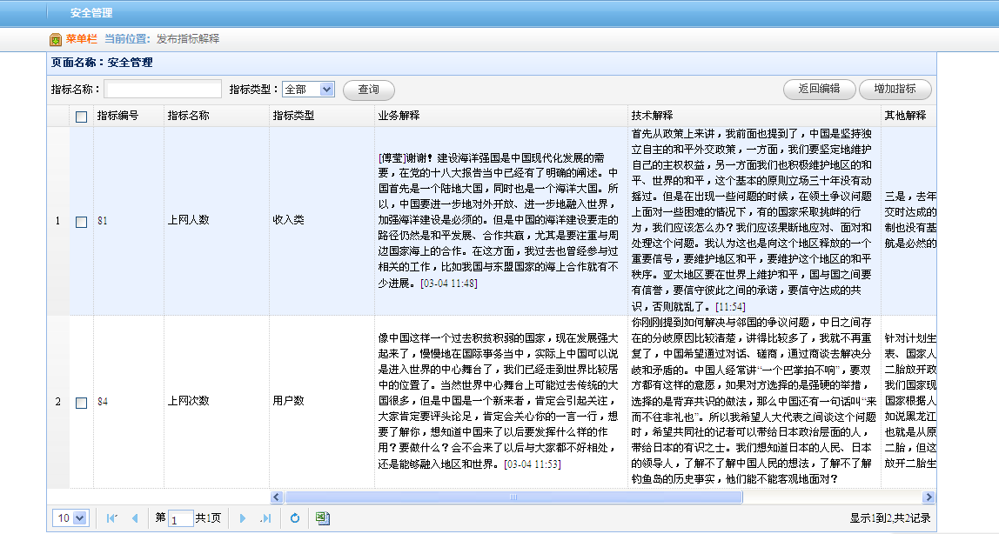 安全管理
菜单栏 当前位置: 发布指标解释
页面名称：安全管理
指标名称： 指标类型： 全部 查询 返回编辑 增加指标
指标编号 指标名称 指标类型 业务解释 技术解释 其他解释
1 81 上网人数 收入类
[傅莹]谢谢！建设海洋强国是中国现代化发展的需
要，在党的十八大报告当中已经有了明确的阐述。中
国首先是一个陆地大国，同时也是一个海洋大国。所
以，中国要进一步地对外开放、进一步地融入世界，
加强海洋建设是必须的。但是中国的海洋建设要走的
路径仍然是和平发展、合作共赢，尤其是要注重与周
边国家海上的合作。在这方面，我过去也曾经参与过
相关的工作，比如我国与东盟国家的海上合作就有不
少进展。[03-04 11:48]
首先从政策上来讲，我前面也提到了，中国是坚持独
立自主的和平外交政策，一方面，我们要坚定地维护
自己的主权权益，另一方面我们也积极维护地区的和
平、世界的和平，这个基本的原则立场三十年没有动
摇过。但是在出现一些问题的时候，在领土争议问题
上面对一些困难的情况下，有的国家采取挑衅的行
为，我们应该怎么办？我们应该果断地应对、面对和
处理这个问题。我认为这也是向这个地区释放的一个
重要信号，要维护地区和平，要维护这个地区的和平
秩序。亚太地区要在世界上维护和平，国与国之间要
有信誉，要信守彼此之间的承诺，要信守达成的共
识，否则就乱了。[11:54]
三是，去年
交时达成的
制也没有基
航是必然的
2 84 上网次数 用户数
像中国这样一个过去积贫积弱的国家，现在发展强大
起来了，慢慢地在国际事务当中，实际上中国可以说
是进入世界的中心舞台了，我们已经走到世界比较居
中的位置了。当然世界中心舞台上可能过去传统的大
国很多，但是中国是一个新来者，肯定会引起关注，
大家肯定要评头论足，肯定会关心你的一言一行，想
要了解你，想知道中国来了以后要发挥什么样的作
用？要做什么？会不会来了以后与大家都不好相处，
还是能够融入地区和世界。[03-04 11:53]
你刚刚提到如何解决与邻国的争议问题，中日之间存
在的分歧原因比较清楚，讲得比较多了，我就不再重
复了，中国希望通过对话、磋商，通过商谈去解决分
歧和矛盾的。中国人经常讲“一个巴掌拍不响”，要双
方都有这样的意愿，如果对方选择的是强硬的举措，
选择的是背弃共识的做法，那么中国还有一句话叫“来
而不往非礼也”。所以我希望人大代表之间谈这个问题
时，希望共同社的记者可以带给日本政治层面的人，
带给日本的有识之士。我们想知道日本的人民、日本
的领导人，了解不了解中国人民的想法，了解不了解
钓鱼岛的历史事实，他们能不能客观地面对？
针对计划生
表、国家人
二胎放开政
我们国家现
国家根据人
如说黑龙江
也就是从原
二胎，但这
放开二胎生
10 第 1 共1页 显示1到2,共2记录